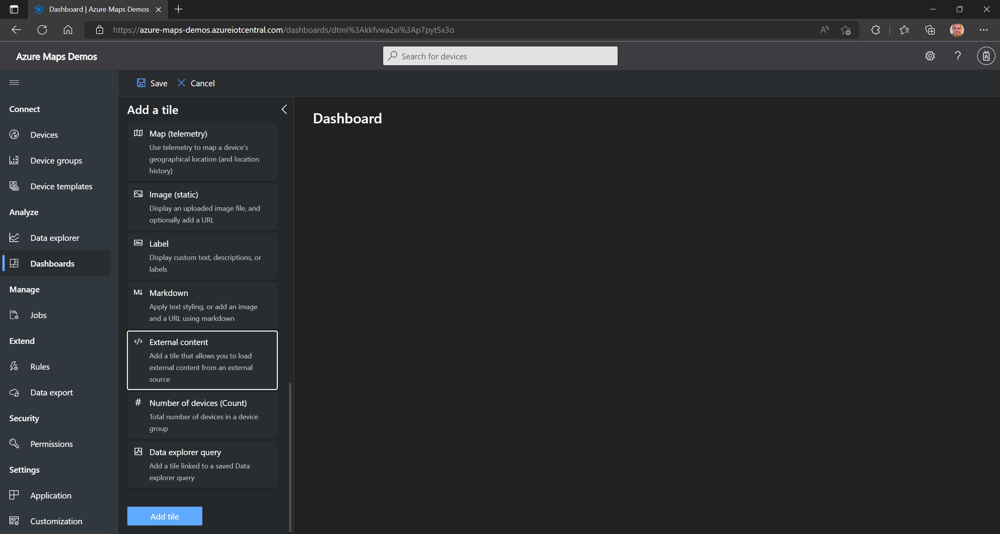 Dashboard | Azure Maps Demos
https://azure-maps-demos.azureiotcentral.com/dashboards/dtmi%3Akkfvwa2xi%3Ap7pyt5x3o
Azure Maps Demos
Search for devices
Save
Cancel
Connect
Devices
Device groups
Device templates
Analyze
Data explorer
Dashboards
Manage
Jobs
Extend
Rules
Data export
Security
Permissions
Settings
Application
Customization
Add a tile
Map (telemetry)
Use telemetry to map a device’s
geographical location (and location
history)
Image (static)
Display an uploaded image file, and
optionally add a URL
Abc
Label
Display custom text, descriptions, or
labels
M↓
Markdown
Apply text styling, or add an image
and a URL using markdown
</>
External content
Add a tile that allows you to load
external content from an external
source
#
Number of devices (Count)
Total number of devices in a device
group
Data explorer query
Add a tile linked to a saved Data
explorer query
Add tile
Dashboard